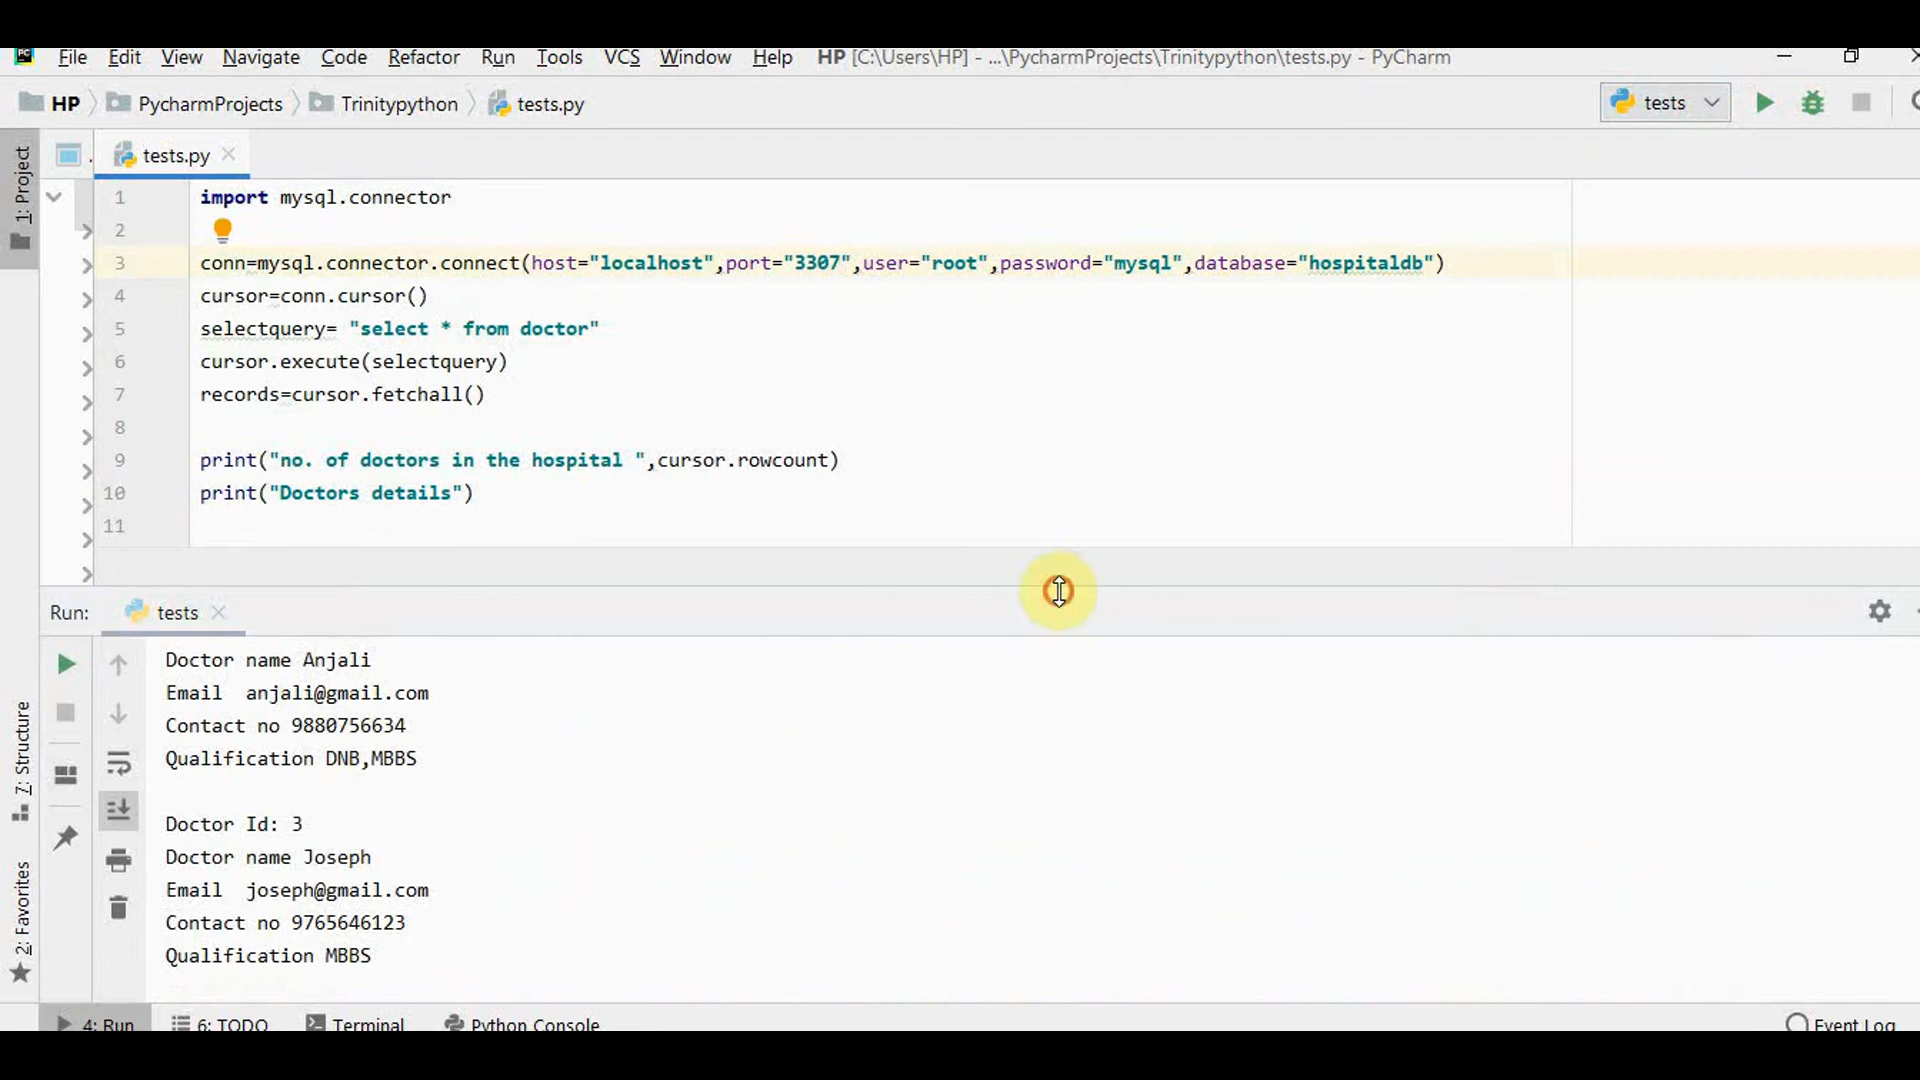 File Edit View Navigate Code Refactor Run Tools VCS Window Help HP [C:\Users\HP] - ...\PycharmProjects\Trinitypython\tests.py - PyCharm
HP PycharmProjects Trinitypython tests.py tests
1: Project
tests.py
1 import mysql.connector
2
3 conn=mysql.connector.connect(host="localhost",port="3307",user="root",password="mysql",database="hospitaldb")
4 cursor=conn.cursor()
5 selectquery= "select * from doctor"
6 cursor.execute(selectquery)
7 records=cursor.fetchall()
8
9 print("no. of doctors in the hospital ",cursor.rowcount)
10 print("Doctors details")
11
Run: tests
Doctor name Anjali
Email  anjali@gmail.com
Contact no 9880756634
Qualification DNB,MBBS
Doctor Id: 3
Doctor name Joseph
Email  joseph@gmail.com
Contact no 9765646123
Qualification MBBS
7: Structure
2: Favorites
4: Run 6: TODO Terminal Python Console Event Log